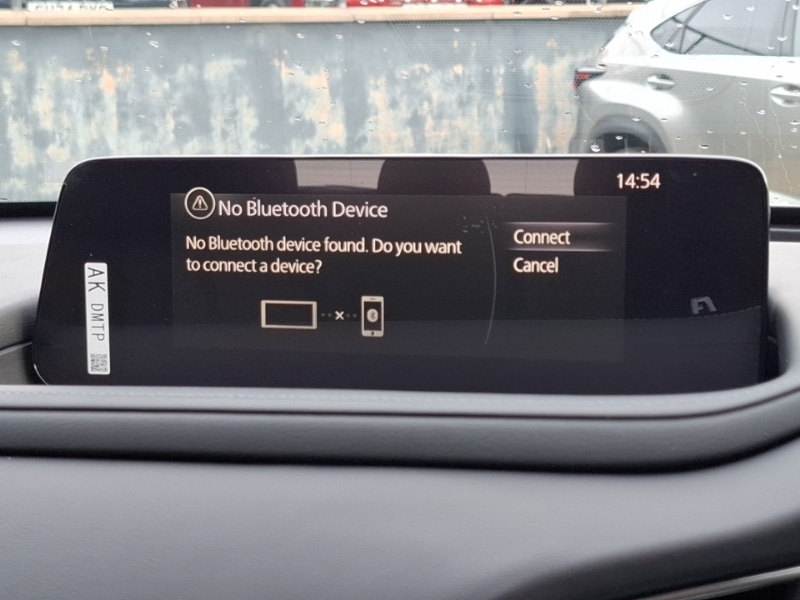 14:54
No Bluetooth Device
No Bluetooth device found. Do you want
to connect a device?
Connect
Cancel
AK DMTP